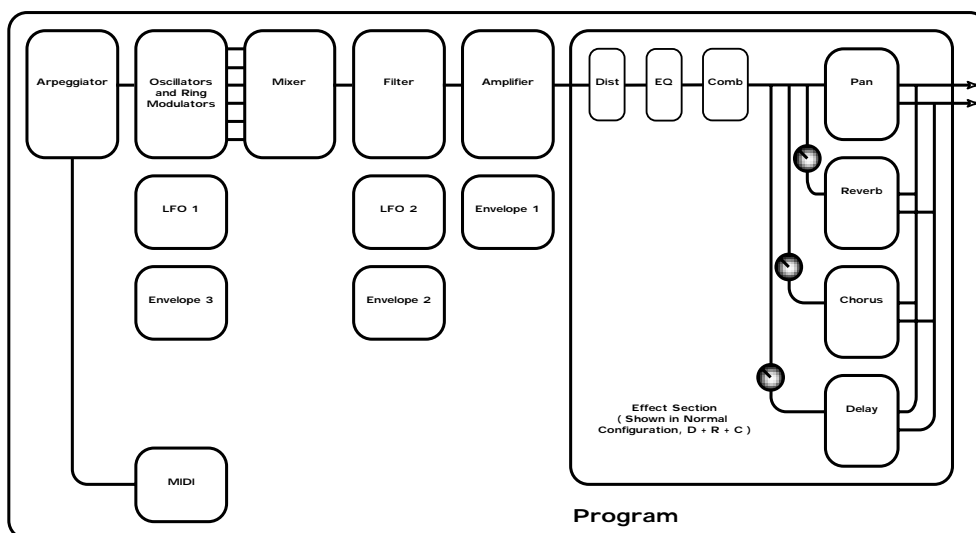 Arpeggiator
Oscillators
and Ring
Modulators
Mixer
Filter
Amplifier
Dist
EQ
Comb
Pan
LFO 1
LFO 2
Envelope 1
Reverb
Envelope 3
Envelope 2
Chorus
Effect Section
( Shown in Normal
Configuration, D + R + C )
Delay
MIDI
Program